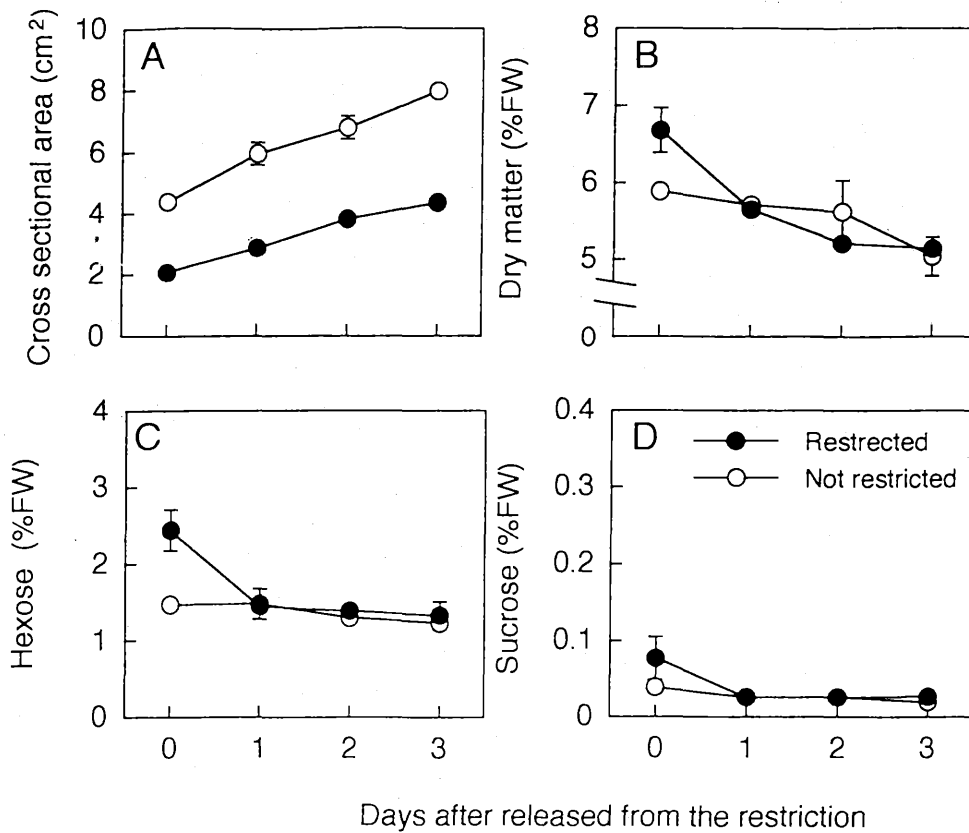 A
Cross sectional area (cm²)
10
8
6
4
2
0
B
Dry matter (%FW)
8
7
6
5
0
C
Hexose (%FW)
4
3
2
1
0
0 1 2 3
D
Sucrose (%FW)
0.4
0.3
0.2
0.1
0
0 1 2 3
Restrected
Not restricted
Days after released from the restriction